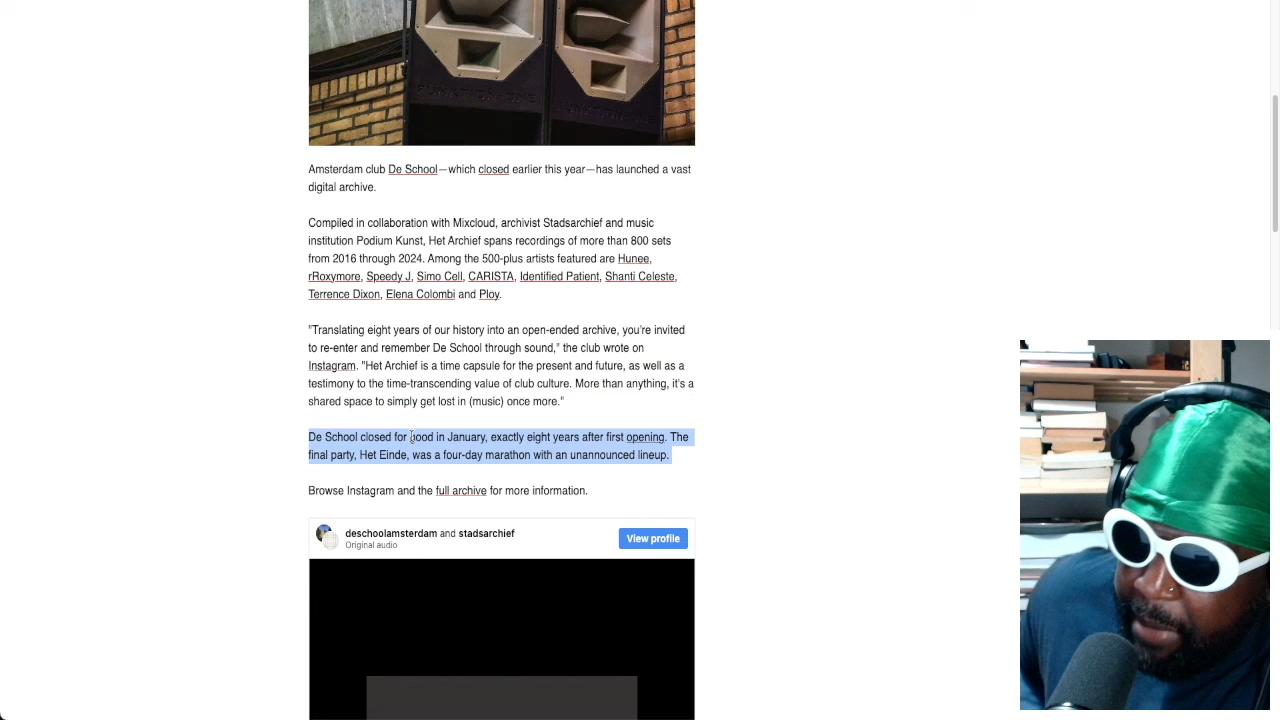 FUNKTION-ONE
Amsterdam club De School—which closed earlier this year—has launched a vast
digital archive.
Compiled in collaboration with Mixcloud, archivist Stadsarchief and music
institution Podium Kunst, Het Archief spans recordings of more than 800 sets
from 2016 through 2024. Among the 500-plus artists featured are Hunee,
rRoxymore, Speedy J, Simo Cell, CARISTA, Identified Patient, Shanti Celeste,
Terrence Dixon, Elena Colombi and Ploy.
"Translating eight years of our history into an open-ended archive, you're invited
to re-enter and remember De School through sound," the club wrote on
Instagram. "Het Archief is a time capsule for the present and future, as well as a
testimony to the time-transcending value of club culture. More than anything, it's a
shared space to simply get lost in (music) once more."
De School closed for good in January, exactly eight years after first opening. The
final party, Het Einde, was a four-day marathon with an unannounced lineup.
Browse Instagram and the full archive for more information.
deschoolamsterdam and stadsarchief
Original audio
View profile